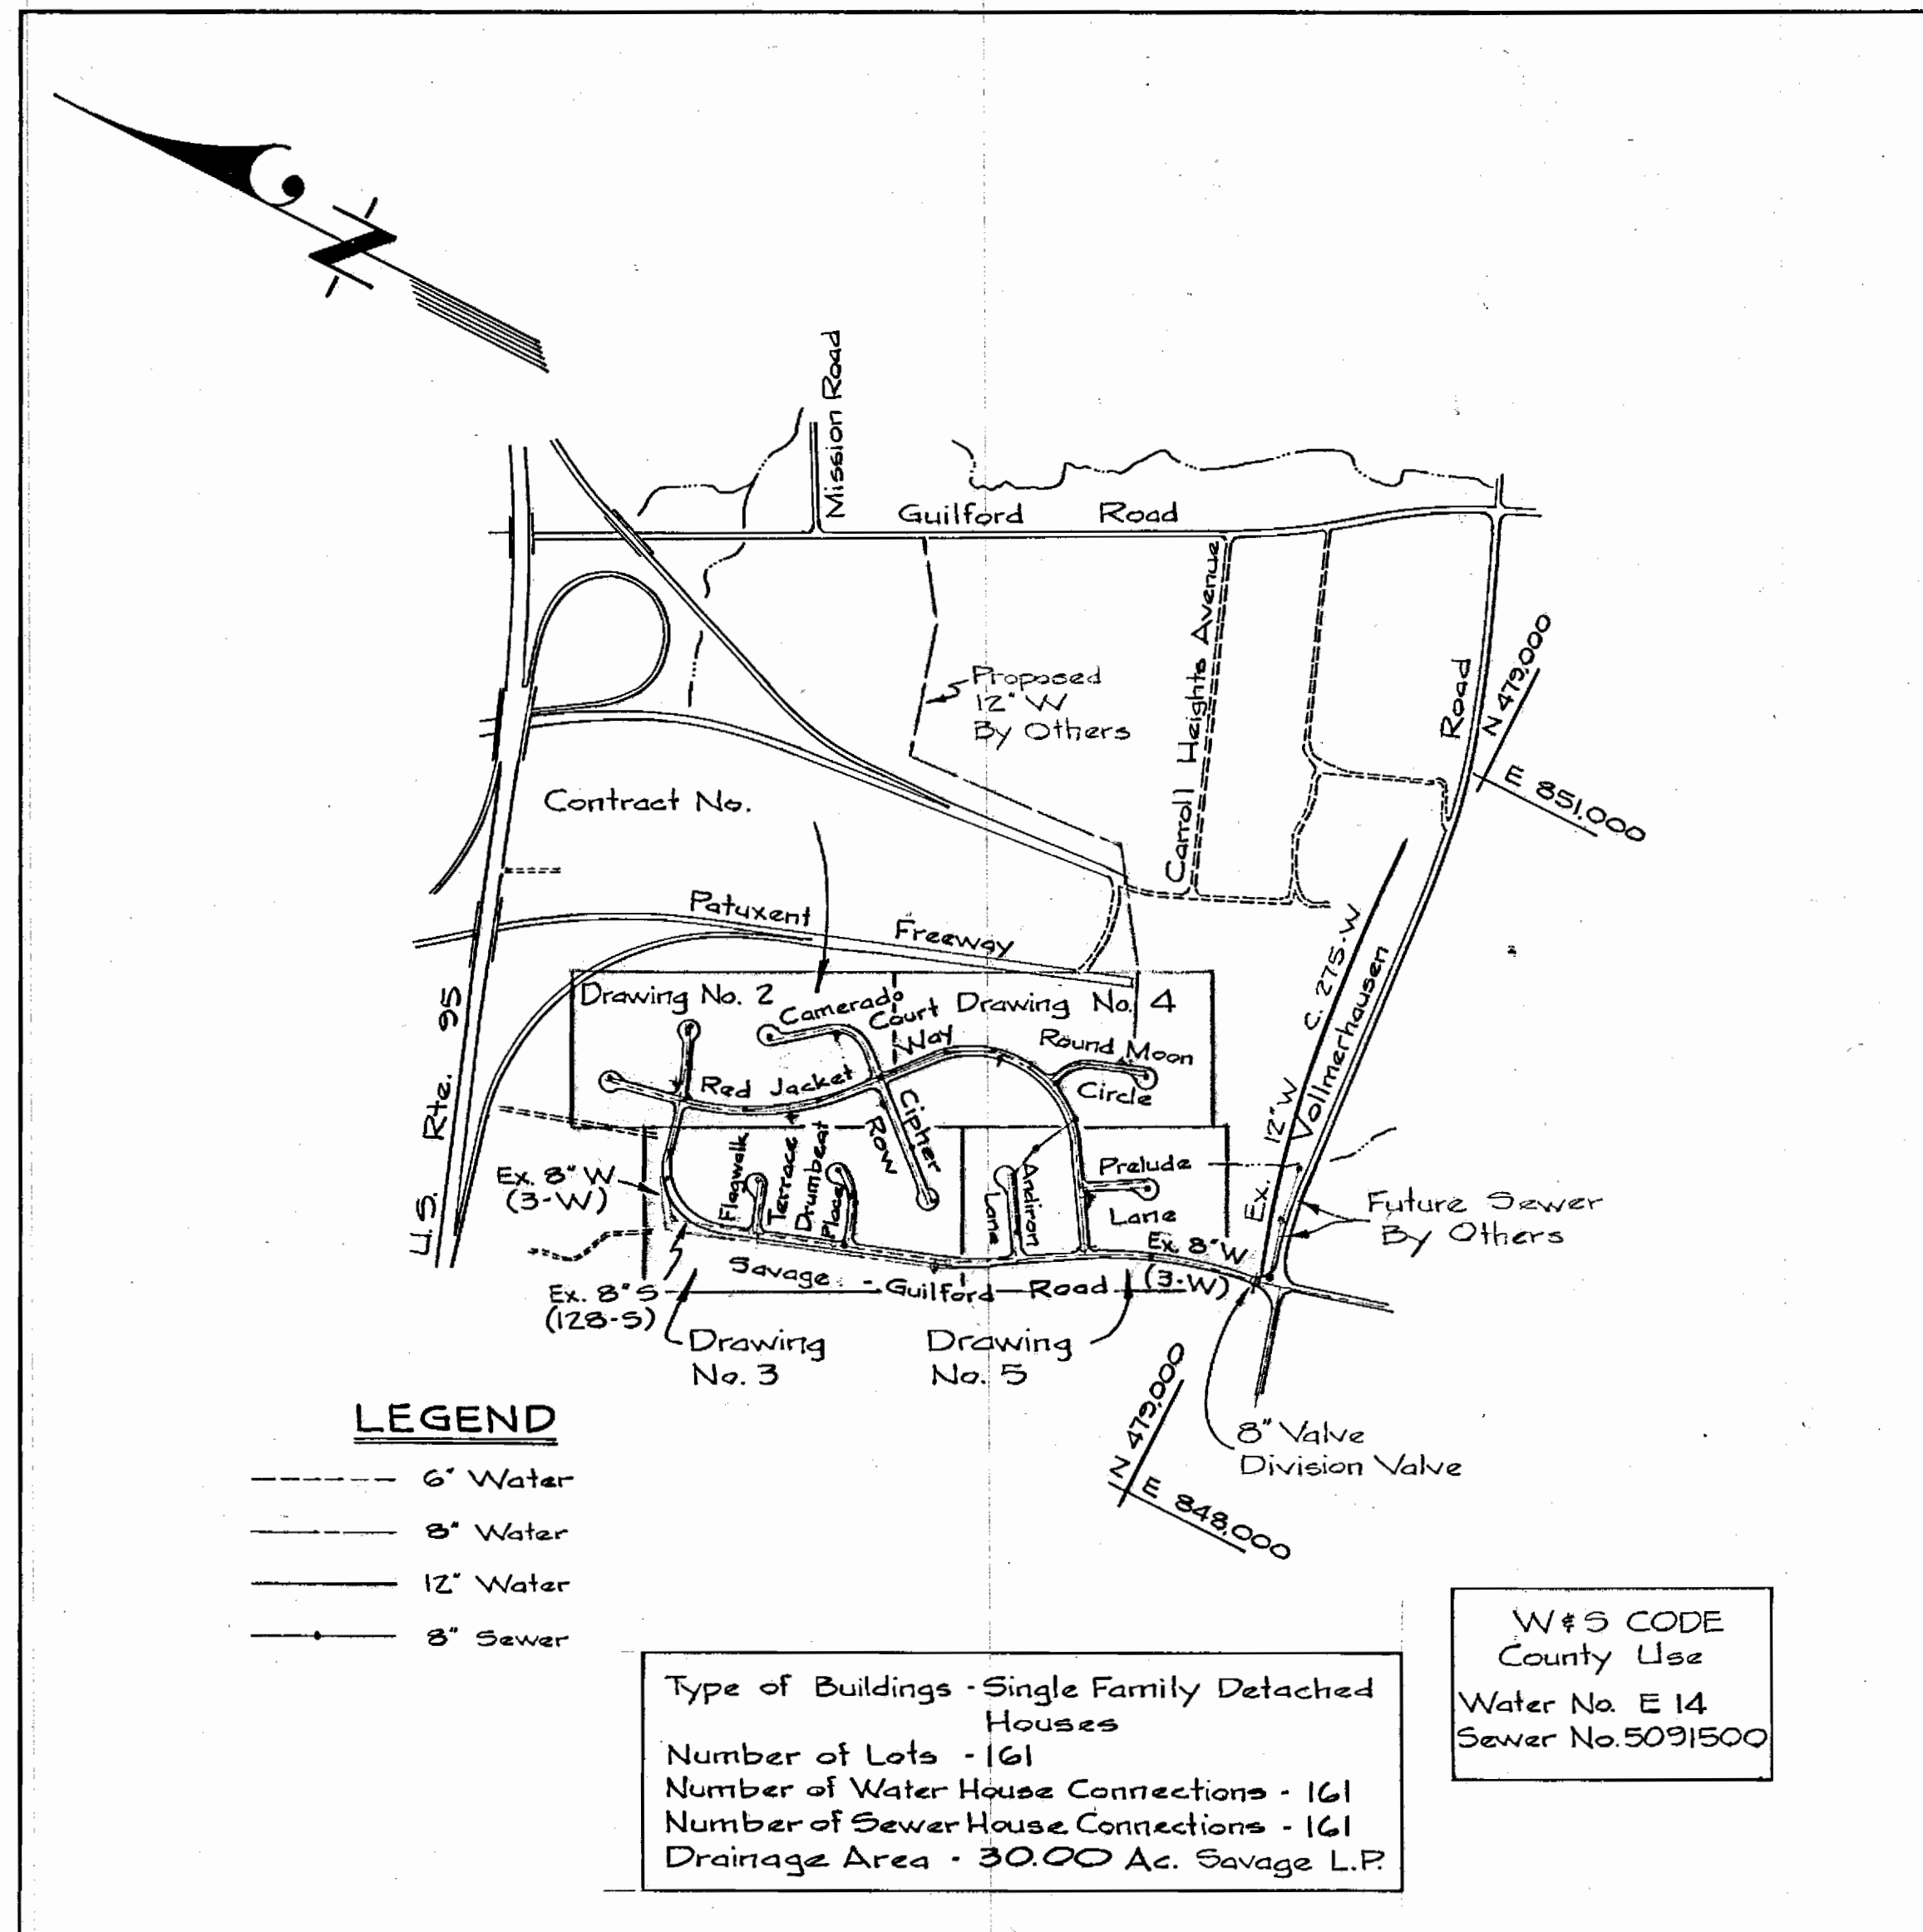 N
Mission Road
Guilford Road
Carroll Heights Avenue
Proposed
12" W
By Others
Road
N 479,000
E 851,000
Contract No.
Patuxent Freeway
C. 275-W
Vollmerhausen
Ex. 12" W
U.S. Rte. 95
Drawing No. 2
Drawing No. 4
Camerado
Court
Way
Round Moon
Circle
Red Jacket
Cipher
Row
Flagwalk
Terrace
Drumbeat
Place
Andiron
Lane
Prelude
Lane
Ex. 8" W
(3-W)
Future Sewer
By Others
Ex. 8" W
(3-W)
Savage - Guilford Road
Ex. 8" S
(128-S)
Drawing
No. 3
Drawing
No. 5
N 479,000
E 848,000
8" Valve
Division Valve
LEGEND
6" Water
8" Water
12" Water
8" Sewer
W & S CODE
County Use
Water No. E 14
Sewer No. 5091500
Type of Buildings - Single Family Detached
Houses
Number of Lots - 161
Number of Water House Connections - 161
Number of Sewer House Connections - 161
Drainage Area - 30.00 Ac. Savage L.P.